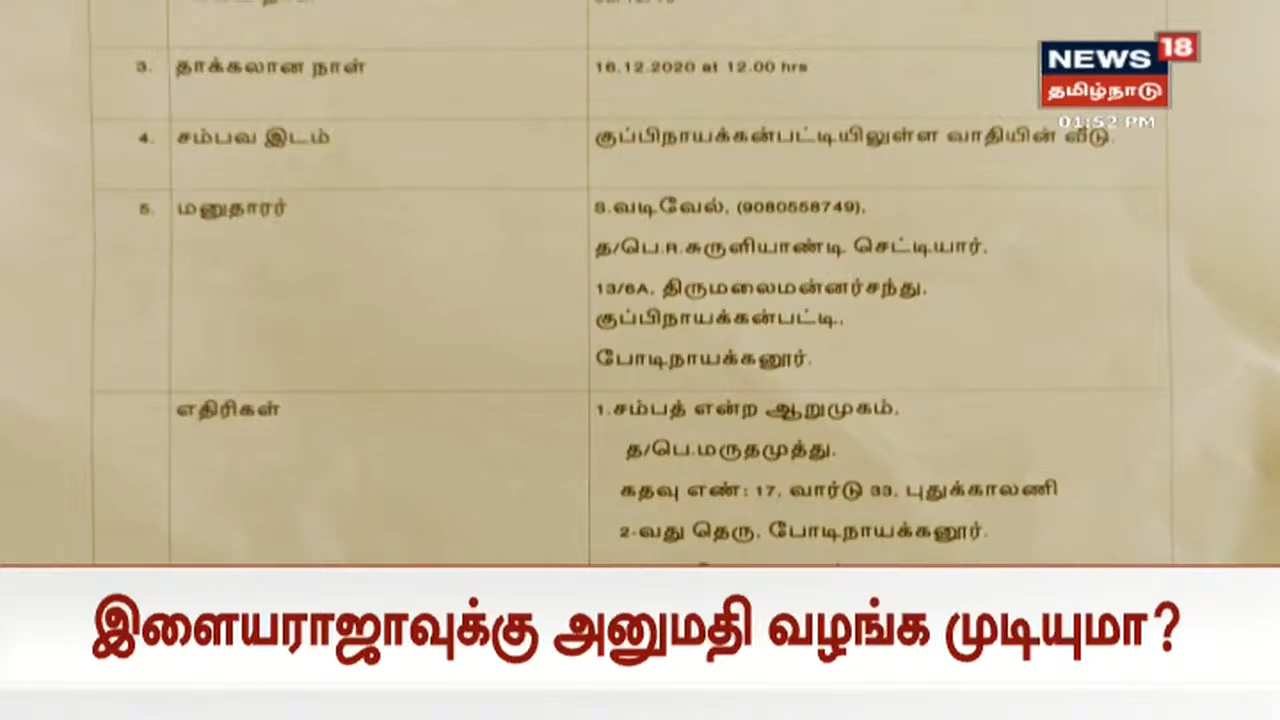 3. தாக்கலான நாள் 16.12.2020 at 12.00 hrs
NEWS 18
தமிழ்நாடு
01:52 PM
4. சம்பவ இடம் குப்பிநாயக்கன்பட்டியிலுள்ள வாதியின் வீடு.
5. மனுதாரர் S.வடிவேல், (9080558749),
த/பெ.R.சுருளியாண்டி செட்டியார்,
13/6A, திருமலைமன்னர்சந்து,
குப்பிநாயக்கன்பட்டி,
போடிநாயக்கனூர்.
எதிரிகள் 1.சம்பத் என்ற ஆறுமுகம்,
த/பெ.மருதமுத்து,
கதவு எண்: 17, வார்டு 33, புதுக்காலணி
2-வது தெரு, போடிநாயக்கனூர்.
இளையராஜாவுக்கு அனுமதி வழங்க முடியுமா?